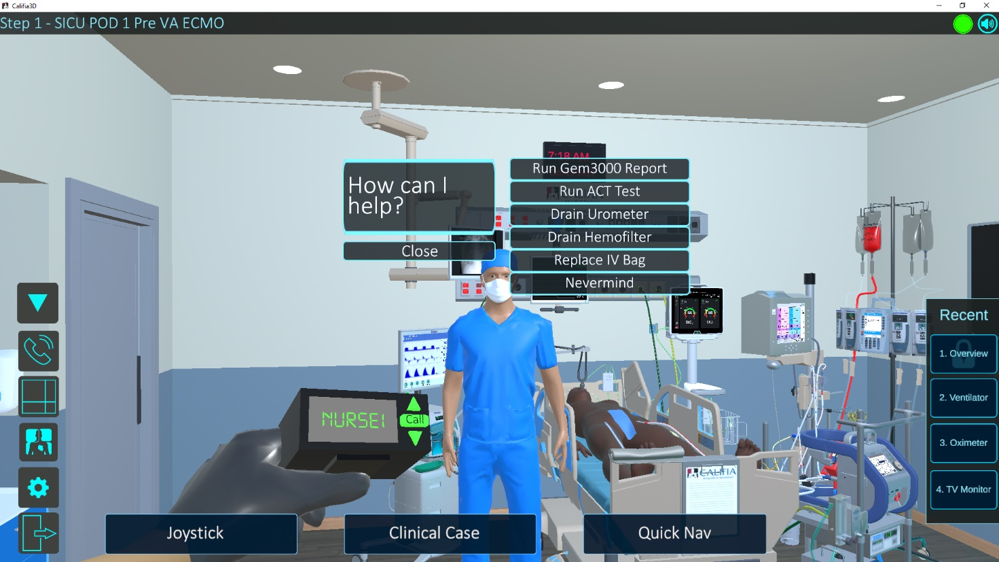 Califia3D
Step 1 - SICU POD 1 Pre VA ECMO
7:18 AM
How can I
help?
Close
Run Gem3000 Report
Run ACT Test
Drain Urometer
Drain Hemofilter
Replace IV Bag
Nevermind
NURSE1
Call
CALIFIA
Recent
1. Overview
2. Ventilator
3. Oximeter
4. TV Monitor
Joystick
Clinical Case
Quick Nav